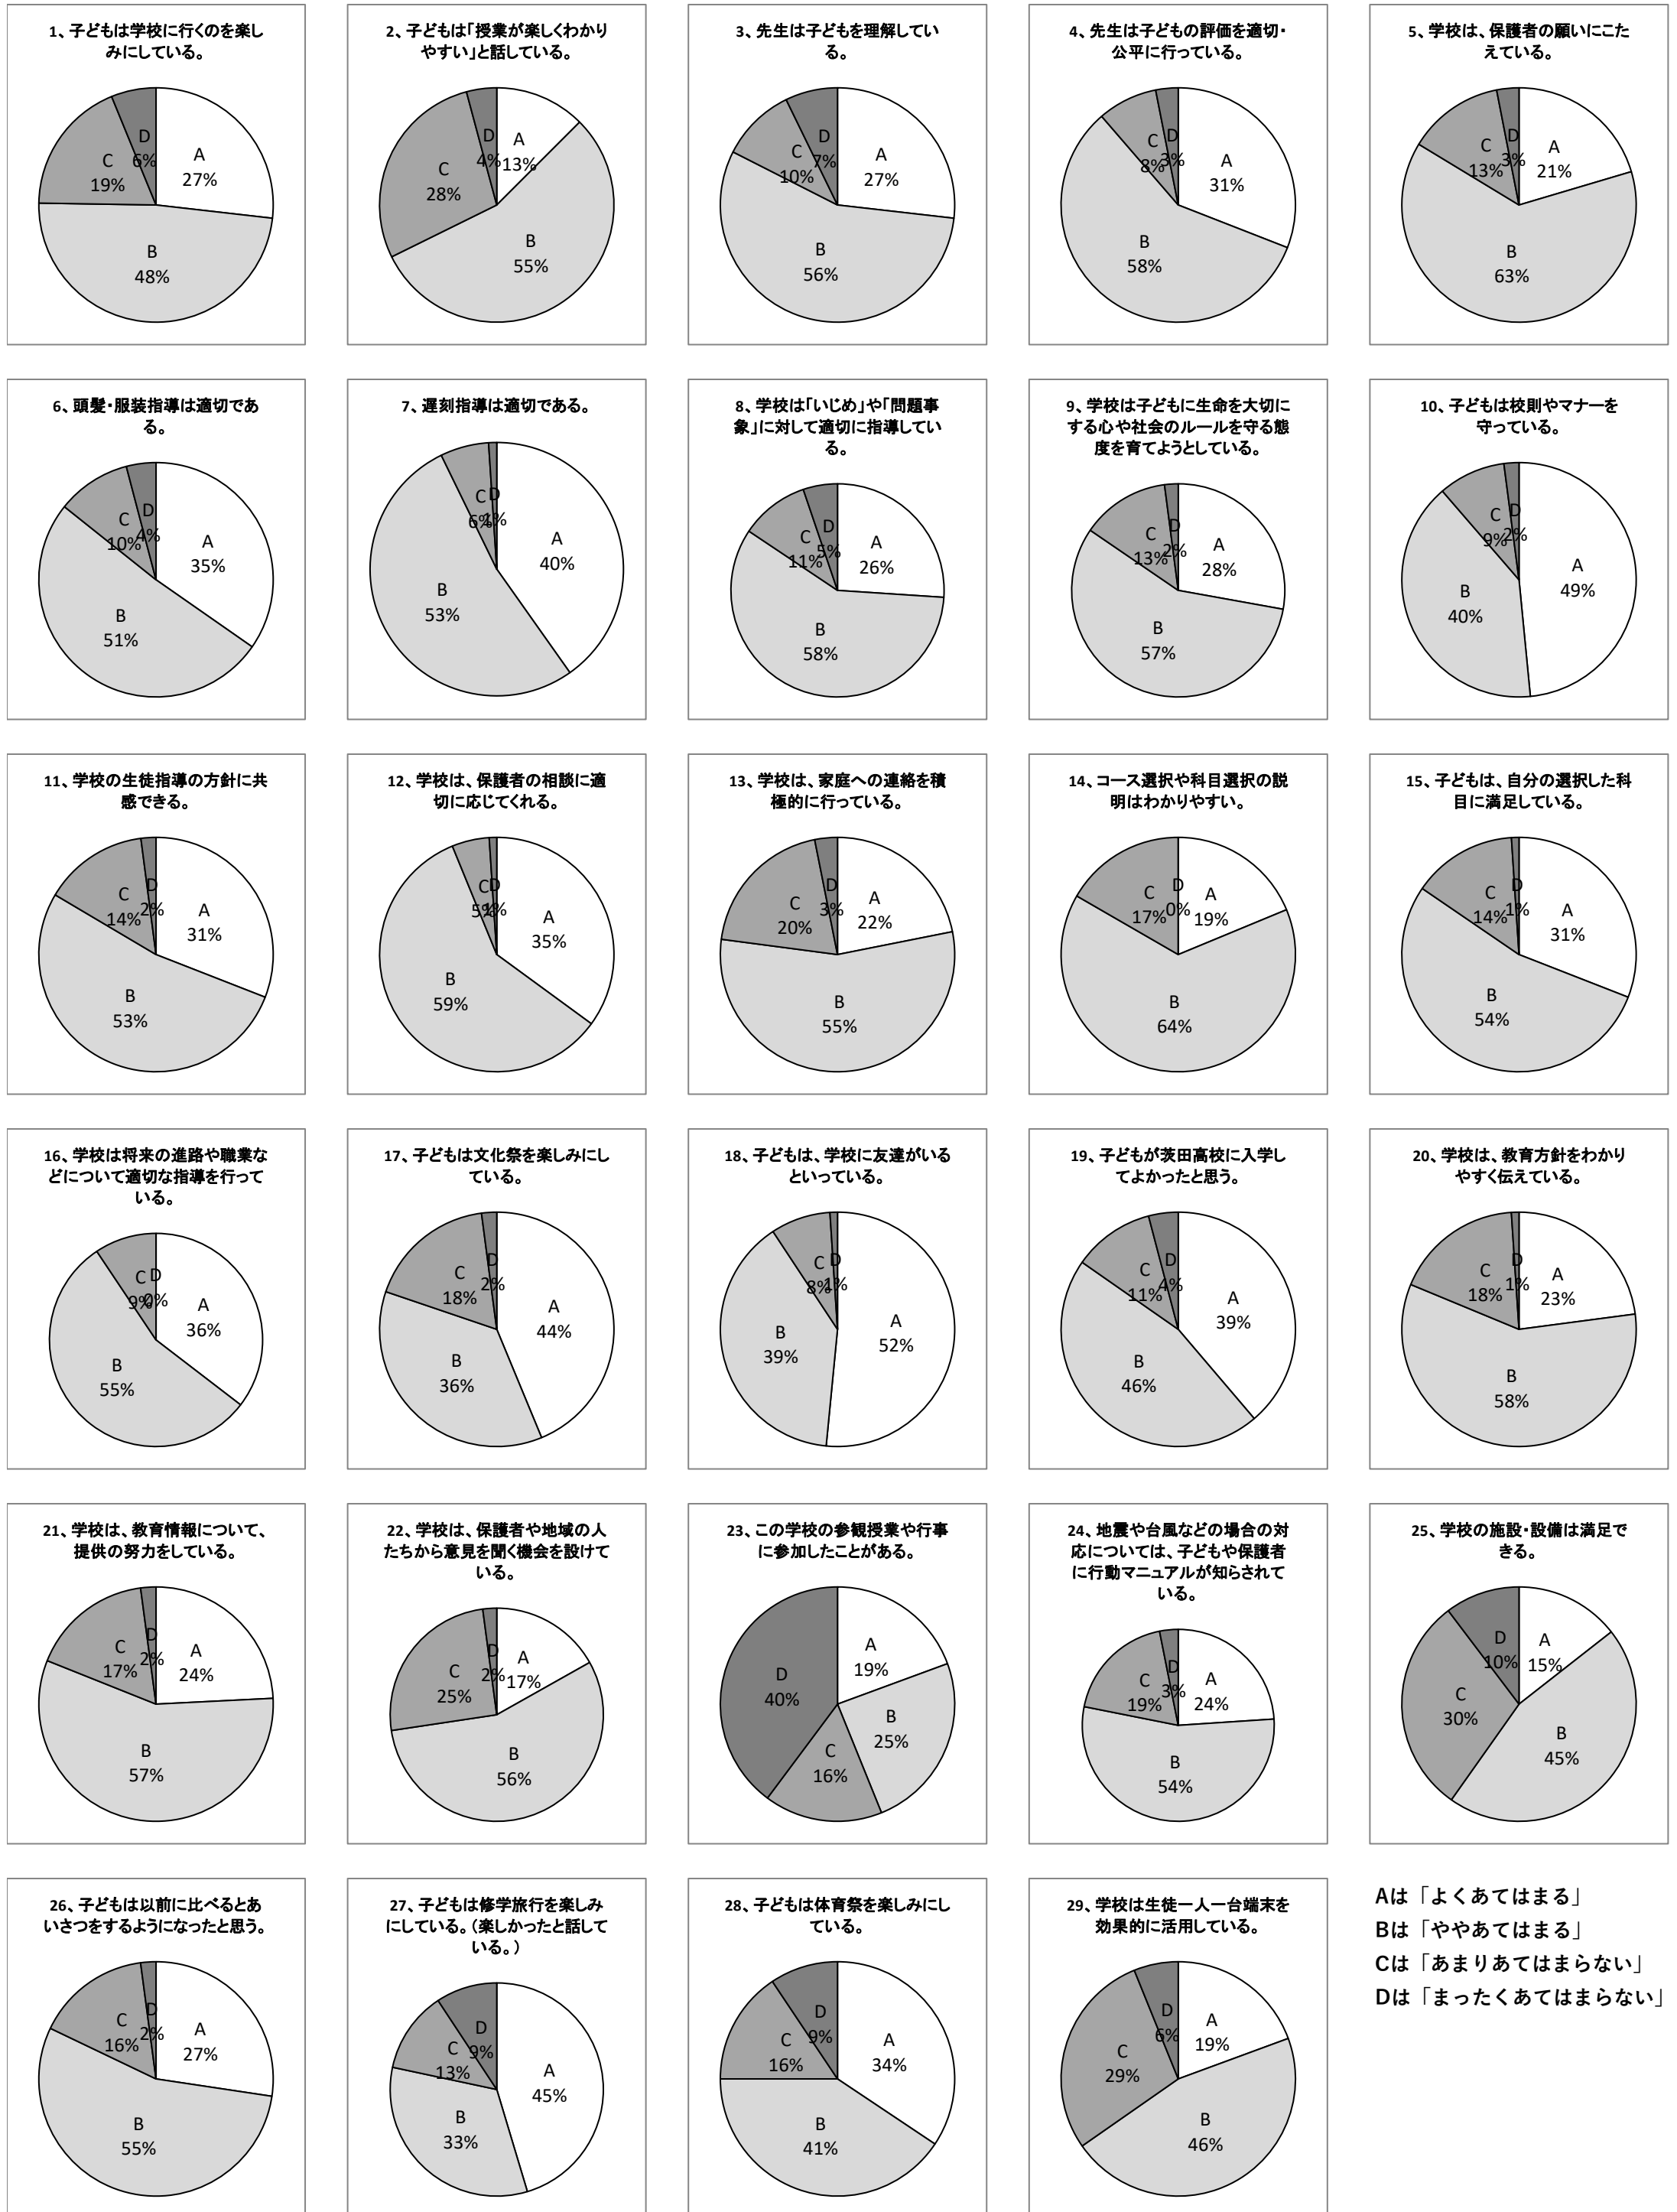 1、子どもは学校に行くのを楽し
みにしている。
A
27%
B
48%
C
19%
D
6%
2、子どもは「授業が楽しくわかり
やすい」と話している。
A
13%
B
55%
C
28%
D
4%
3、先生は子どもを理解してい
る。
A
27%
B
56%
C
10%
D
7%
4、先生は子どもの評価を適切・
公平に行っている。
A
31%
B
58%
C
8%
D
3%
5、学校は、保護者の願いにこた
えている。
A
21%
B
63%
C
13%
D
3%
6、頭髪・服装指導は適切であ
る。
A
35%
B
51%
C
10%
D
4%
7、遅刻指導は適切である。
A
40%
B
53%
C
6%
D
1%
8、学校は「いじめ」や「問題事
象」に対して適切に指導してい
る。
A
26%
B
58%
C
11%
D
5%
9、学校は子どもに生命を大切に
する心や社会のルールを守る態
度を育てようとしている。
A
28%
B
57%
C
13%
D
2%
10、子どもは校則やマナーを
守っている。
A
49%
B
40%
C
9%
D
2%
11、学校の生徒指導の方針に共
感できる。
A
31%
B
53%
C
14%
D
2%
12、学校は、保護者の相談に適
切に応じてくれる。
A
35%
B
59%
C
5%
D
1%
13、学校は、家庭への連絡を積
極的に行っている。
A
22%
B
55%
C
20%
D
3%
14、コース選択や科目選択の説
明はわかりやすい。
A
19%
B
64%
C
17%
D
0%
15、子どもは、自分の選択した科
目に満足している。
A
31%
B
54%
C
14%
D
1%
16、学校は将来の進路や職業な
どについて適切な指導を行って
いる。
A
36%
B
55%
C
9%
D
0%
17、子どもは文化祭を楽しみにし
ている。
A
44%
B
36%
C
18%
D
2%
18、子どもは、学校に友達がいる
といっている。
A
52%
B
39%
C
8%
D
1%
19、子どもが茨田高校に入学し
てよかったと思う。
A
39%
B
46%
C
11%
D
4%
20、学校は、教育方針をわかり
やすく伝えている。
A
23%
B
58%
C
18%
D
1%
21、学校は、教育情報について、
提供の努力をしている。
A
24%
B
57%
C
17%
D
2%
22、学校は、保護者や地域の人
たちから意見を聞く機会を設けて
いる。
A
17%
B
56%
C
25%
D
2%
23、この学校の参観授業や行事
に参加したことがある。
A
19%
B
25%
C
16%
D
40%
24、地震や台風などの場合の対
応については、子どもや保護者
に行動マニュアルが知らされて
いる。
A
24%
B
54%
C
19%
D
3%
25、学校の施設・設備は満足で
きる。
A
15%
B
45%
C
30%
D
10%
26、子どもは以前に比べるとあ
いさつをするようになったと思う。
A
27%
B
55%
C
16%
D
2%
27、子どもは修学旅行を楽しみ
にしている。(楽しかったと話して
いる。)
A
45%
B
33%
C
13%
D
9%
28、子どもは体育祭を楽しみにし
ている。
A
34%
B
41%
C
16%
D
9%
29、学校は生徒一人一台端末を
効果的に活用している。
A
19%
B
46%
C
29%
D
6%
Aは「よくあてはまる」
Bは「ややあてはまる」
Cは「あまりあてはまらない」
Dは「まったくあてはまらない」